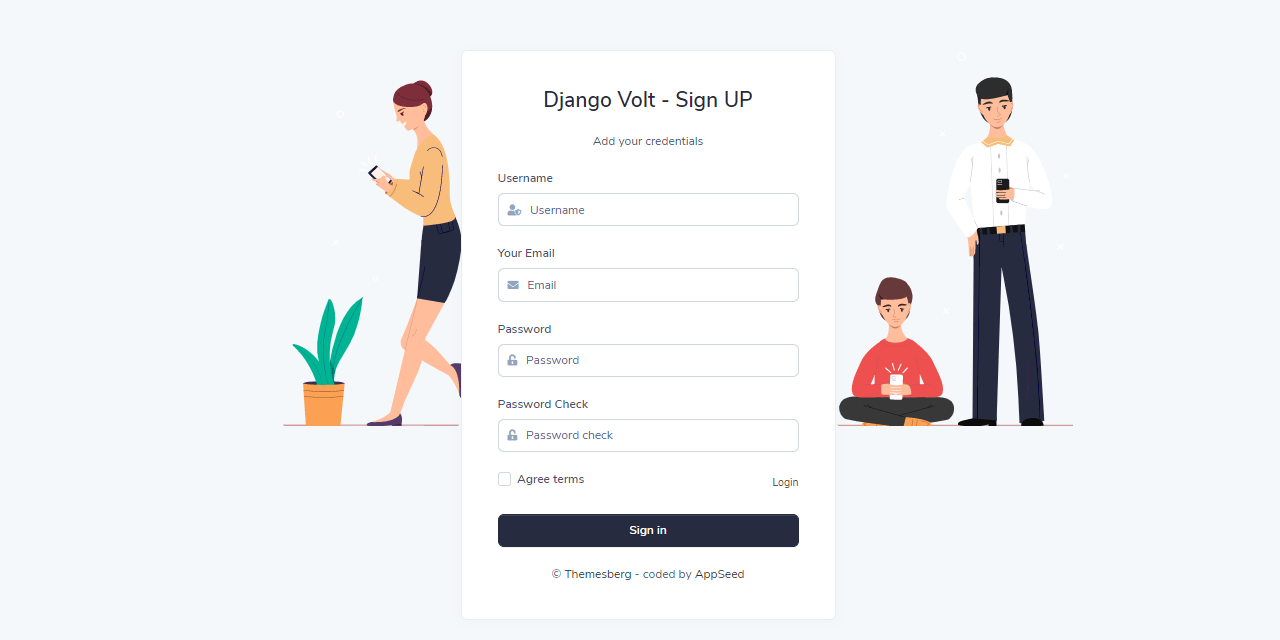 Django Volt - Sign UP
Add your credentials
Username
Username
Your Email
Email
Password
Password
Password Check
Password check
Agree terms
Login
Sign in
© Themesberg - coded by AppSeed